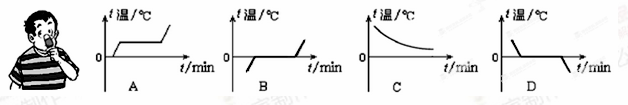 t温/℃ t温/℃ t温/℃ t温/℃
0 0 0 0
t/min t/min t/min t/min
A B C D